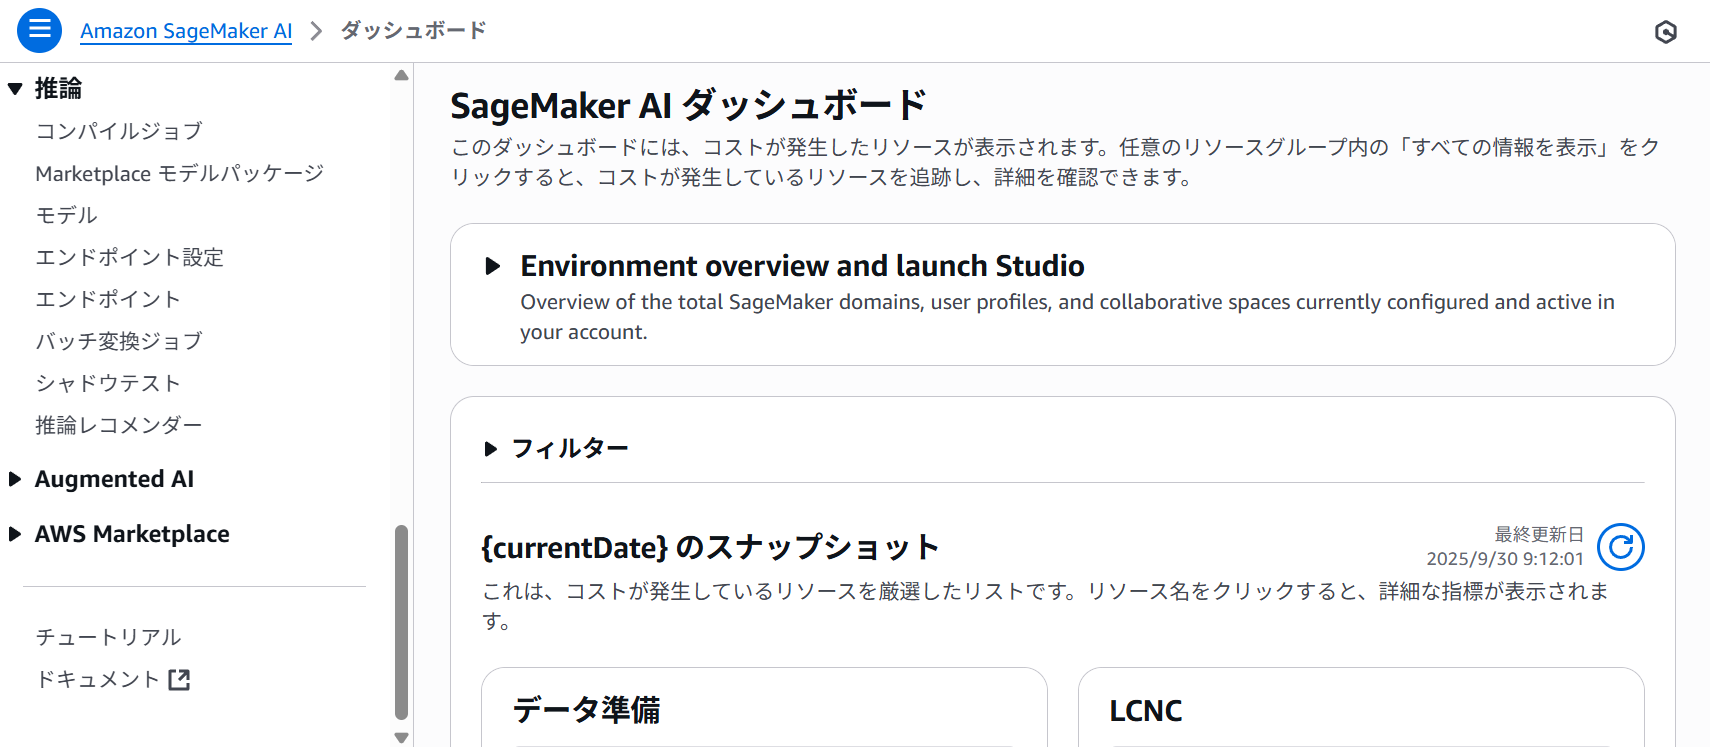 Amazon SageMaker AI > ダッシュボード
推論
コンパイルジョブ
Marketplace モデルパッケージ
モデル
エンドポイント設定
エンドポイント
バッチ変換ジョブ
シャドウテスト
推論レコメンダー
Augmented AI
AWS Marketplace
チュートリアル
ドキュメント
SageMaker AI ダッシュボード
このダッシュボードには、コストが発生したリソースが表示されます。任意のリソースグループ内の「すべての情報を表示」をク
リックすると、コストが発生しているリソースを追跡し、詳細を確認できます。
Environment overview and launch Studio
Overview of the total SageMaker domains, user profiles, and collaborative spaces currently configured and active in
your account.
フィルター
{currentDate} のスナップショット
最終更新日
2025/9/30 9:12:01
これは、コストが発生しているリソースを厳選したリストです。リソース名をクリックすると、詳細な指標が表示されま
す。
データ準備
LCNC